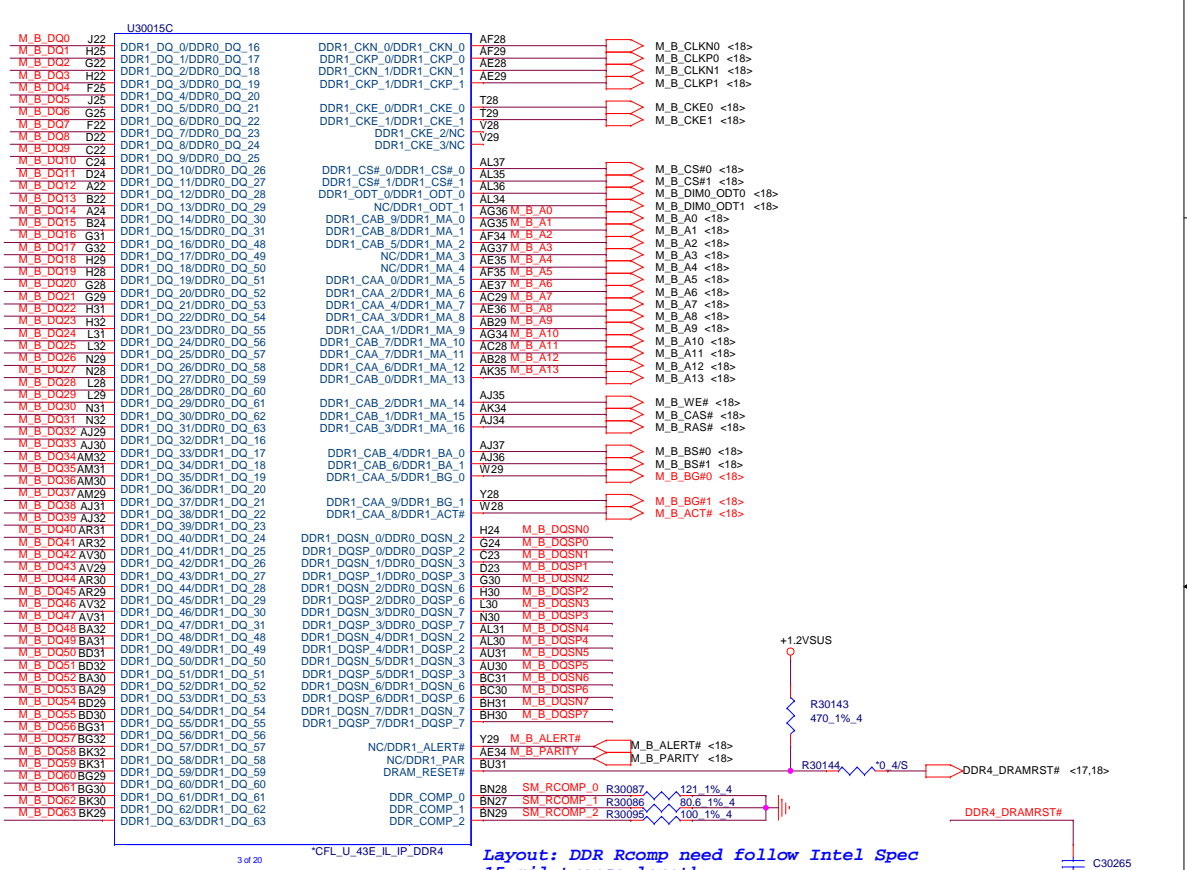 U30015C
M_B_DQ0 J22 DDR1_DQ_0/DDR0_DQ_16
M_B_DQ1 H25 DDR1_DQ_1/DDR0_DQ_17
M_B_DQ2 G22 DDR1_DQ_2/DDR0_DQ_18
M_B_DQ3 H22 DDR1_DQ_3/DDR0_DQ_19
M_B_DQ4 F25 DDR1_DQ_4/DDR0_DQ_20
M_B_DQ5 J25 DDR1_DQ_5/DDR0_DQ_21
M_B_DQ6 G25 DDR1_DQ_6/DDR0_DQ_22
M_B_DQ7 F22 DDR1_DQ_7/DDR0_DQ_23
M_B_DQ8 D22 DDR1_DQ_8/DDR0_DQ_24
M_B_DQ9 C22 DDR1_DQ_9/DDR0_DQ_25
M_B_DQ10 C24 DDR1_DQ_10/DDR0_DQ_26
M_B_DQ11 D24 DDR1_DQ_11/DDR0_DQ_27
M_B_DQ12 A22 DDR1_DQ_12/DDR0_DQ_28
M_B_DQ13 B22 DDR1_DQ_13/DDR0_DQ_29
M_B_DQ14 A24 DDR1_DQ_14/DDR0_DQ_30
M_B_DQ15 B24 DDR1_DQ_15/DDR0_DQ_31
M_B_DQ16 G31 DDR1_DQ_16/DDR0_DQ_48
M_B_DQ17 G32 DDR1_DQ_17/DDR0_DQ_49
M_B_DQ18 H29 DDR1_DQ_18/DDR0_DQ_50
M_B_DQ19 H28 DDR1_DQ_19/DDR0_DQ_51
M_B_DQ20 G28 DDR1_DQ_20/DDR0_DQ_52
M_B_DQ21 G29 DDR1_DQ_21/DDR0_DQ_53
M_B_DQ22 H31 DDR1_DQ_22/DDR0_DQ_54
M_B_DQ23 H32 DDR1_DQ_23/DDR0_DQ_55
M_B_DQ24 L31 DDR1_DQ_24/DDR0_DQ_56
M_B_DQ25 L32 DDR1_DQ_25/DDR0_DQ_57
M_B_DQ26 N29 DDR1_DQ_26/DDR0_DQ_58
M_B_DQ27 N28 DDR1_DQ_27/DDR0_DQ_59
M_B_DQ28 L28 DDR1_DQ_28/DDR0_DQ_60
M_B_DQ29 L29 DDR1_DQ_29/DDR0_DQ_61
M_B_DQ30 N31 DDR1_DQ_30/DDR0_DQ_62
M_B_DQ31 N32 DDR1_DQ_31/DDR0_DQ_63
M_B_DQ32 AJ29 DDR1_DQ_32/DDR1_DQ_16
M_B_DQ33 AJ30 DDR1_DQ_33/DDR1_DQ_17
M_B_DQ34 AM32 DDR1_DQ_34/DDR1_DQ_18
M_B_DQ35 AM31 DDR1_DQ_35/DDR1_DQ_19
M_B_DQ36 AM30 DDR1_DQ_36/DDR1_DQ_20
M_B_DQ37 AM29 DDR1_DQ_37/DDR1_DQ_21
M_B_DQ38 AJ31 DDR1_DQ_38/DDR1_DQ_22
M_B_DQ39 AJ32 DDR1_DQ_39/DDR1_DQ_23
M_B_DQ40 AR31 DDR1_DQ_40/DDR1_DQ_24
M_B_DQ41 AR32 DDR1_DQ_41/DDR1_DQ_25
M_B_DQ42 AV30 DDR1_DQ_42/DDR1_DQ_26
M_B_DQ43 AV29 DDR1_DQ_43/DDR1_DQ_27
M_B_DQ44 AR30 DDR1_DQ_44/DDR1_DQ_28
M_B_DQ45 AR29 DDR1_DQ_45/DDR1_DQ_29
M_B_DQ46 AV32 DDR1_DQ_46/DDR1_DQ_30
M_B_DQ47 AV31 DDR1_DQ_47/DDR1_DQ_31
M_B_DQ48 BA32 DDR1_DQ_48/DDR1_DQ_48
M_B_DQ49 BA31 DDR1_DQ_49/DDR1_DQ_49
M_B_DQ50 BD31 DDR1_DQ_50/DDR1_DQ_50
M_B_DQ51 BD32 DDR1_DQ_51/DDR1_DQ_51
M_B_DQ52 BA30 DDR1_DQ_52/DDR1_DQ_52
M_B_DQ53 BA29 DDR1_DQ_53/DDR1_DQ_53
M_B_DQ54 BD29 DDR1_DQ_54/DDR1_DQ_54
M_B_DQ55 BD30 DDR1_DQ_55/DDR1_DQ_55
M_B_DQ56 BG31 DDR1_DQ_56/DDR1_DQ_56
M_B_DQ57 BG32 DDR1_DQ_57/DDR1_DQ_57
M_B_DQ58 BK32 DDR1_DQ_58/DDR1_DQ_58
M_B_DQ59 BK31 DDR1_DQ_59/DDR1_DQ_59
M_B_DQ60 BG29 DDR1_DQ_60/DDR1_DQ_60
M_B_DQ61 BG30 DDR1_DQ_61/DDR1_DQ_61
M_B_DQ62 BK30 DDR1_DQ_62/DDR1_DQ_62
M_B_DQ63 BK29 DDR1_DQ_63/DDR1_DQ_63
DDR1_CKN_0/DDR1_CKN_0 AF28 M_B_CLKN0 <18>
DDR1_CKP_0/DDR1_CKP_0 AF29 M_B_CLKP0 <18>
DDR1_CKN_1/DDR1_CKN_1 AE28 M_B_CLKN1 <18>
DDR1_CKP_1/DDR1_CKP_1 AE29 M_B_CLKP1 <18>
DDR1_CKE_0/DDR1_CKE_0 T28 M_B_CKE0 <18>
DDR1_CKE_1/DDR1_CKE_1 T29 M_B_CKE1 <18>
DDR1_CKE_2/NC V28
DDR1_CKE_3/NC V29
DDR1_CS#_0/DDR1_CS#_0 AL37 M_B_CS#0 <18>
DDR1_CS#_1/DDR1_CS#_1 AL35 M_B_CS#1 <18>
DDR1_ODT_0/DDR1_ODT_0 AL36 M_B_DIM0_ODT0 <18>
NC/DDR1_ODT_1 AL34 M_B_DIM0_ODT1 <18>
DDR1_CAB_9/DDR1_MA_0 AG36 M_B_A0 M_B_A0 <18>
DDR1_CAB_8/DDR1_MA_1 AG35 M_B_A1 M_B_A1 <18>
DDR1_CAB_5/DDR1_MA_2 AF34 M_B_A2 M_B_A2 <18>
NC/DDR1_MA_3 AG37 M_B_A3 M_B_A3 <18>
NC/DDR1_MA_4 AE35 M_B_A4 M_B_A4 <18>
DDR1_CAA_0/DDR1_MA_5 AF35 M_B_A5 M_B_A5 <18>
DDR1_CAA_2/DDR1_MA_6 AE37 M_B_A6 M_B_A6 <18>
DDR1_CAA_4/DDR1_MA_7 AC29 M_B_A7 M_B_A7 <18>
DDR1_CAA_3/DDR1_MA_8 AE36 M_B_A8 M_B_A8 <18>
DDR1_CAA_1/DDR1_MA_9 AB29 M_B_A9 M_B_A9 <18>
DDR1_CAB_7/DDR1_MA_10 AG34 M_B_A10 M_B_A10 <18>
DDR1_CAA_7/DDR1_MA_11 AC28 M_B_A11 M_B_A11 <18>
DDR1_CAA_6/DDR1_MA_12 AB28 M_B_A12 M_B_A12 <18>
DDR1_CAB_0/DDR1_MA_13 AK35 M_B_A13 M_B_A13 <18>
DDR1_CAB_2/DDR1_MA_14 AJ35 M_B_WE# <18>
DDR1_CAB_1/DDR1_MA_15 AK34 M_B_CAS# <18>
DDR1_CAB_3/DDR1_MA_16 AJ34 M_B_RAS# <18>
DDR1_CAB_4/DDR1_BA_0 AJ37 M_B_BS#0 <18>
DDR1_CAB_6/DDR1_BA_1 AJ36 M_B_BS#1 <18>
DDR1_CAA_5/DDR1_BG_0 W29 M_B_BG#0 <18>
DDR1_CAA_9/DDR1_BG_1 Y28 M_B_BG#1 <18>
DDR1_CAA_8/DDR1_ACT# W28 M_B_ACT# <18>
DDR1_DQSN_0/DDR0_DQSN_2 H24 M_B_DQSN0
DDR1_DQSP_0/DDR0_DQSP_2 G24 M_B_DQSP0
DDR1_DQSN_1/DDR0_DQSN_3 C23 M_B_DQSN1
DDR1_DQSP_1/DDR0_DQSP_3 D23 M_B_DQSP1
DDR1_DQSN_2/DDR0_DQSN_6 G30 M_B_DQSN2
DDR1_DQSP_2/DDR0_DQSP_6 H30 M_B_DQSP2
DDR1_DQSN_3/DDR0_DQSN_7 L30 M_B_DQSN3
DDR1_DQSP_3/DDR0_DQSP_7 N30 M_B_DQSP3
DDR1_DQSN_4/DDR1_DQSN_2 AL31 M_B_DQSN4
DDR1_DQSP_4/DDR1_DQSP_2 AL30 M_B_DQSP4
DDR1_DQSN_5/DDR1_DQSN_3 AU31 M_B_DQSN5
DDR1_DQSP_5/DDR1_DQSP_3 AU30 M_B_DQSP5
DDR1_DQSN_6/DDR1_DQSN_6 BC31 M_B_DQSN6
DDR1_DQSP_6/DDR1_DQSP_6 BC30 M_B_DQSP6
DDR1_DQSN_7/DDR1_DQSN_7 BH31 M_B_DQSN7
DDR1_DQSP_7/DDR1_DQSP_7 BH30 M_B_DQSP7
NC/DDR1_ALERT# Y29 M_B_ALERT# M_B_ALERT# <18>
NC/DDR1_PAR AE34 M_B_PARITY M_B_PARITY <18>
DRAM_RESET# BU31
DDR_COMP_0 BN28 SM_RCOMP_0 R30087 121_1%_4
DDR_COMP_1 BN27 SM_RCOMP_1 R30086 80.6_1%_4
DDR_COMP_2 BN29 SM_RCOMP_2 R30095 100_1%_4
+1.2VSUS
R30143
470_1%_4
R30144 *0_4/S DDR4_DRAMRST# <17,18>
DDR4_DRAMRST#
C30265
3 of 20
*CFL_U_43E_IL_IP_DDR4
Layout: DDR Rcomp need follow Intel Spec